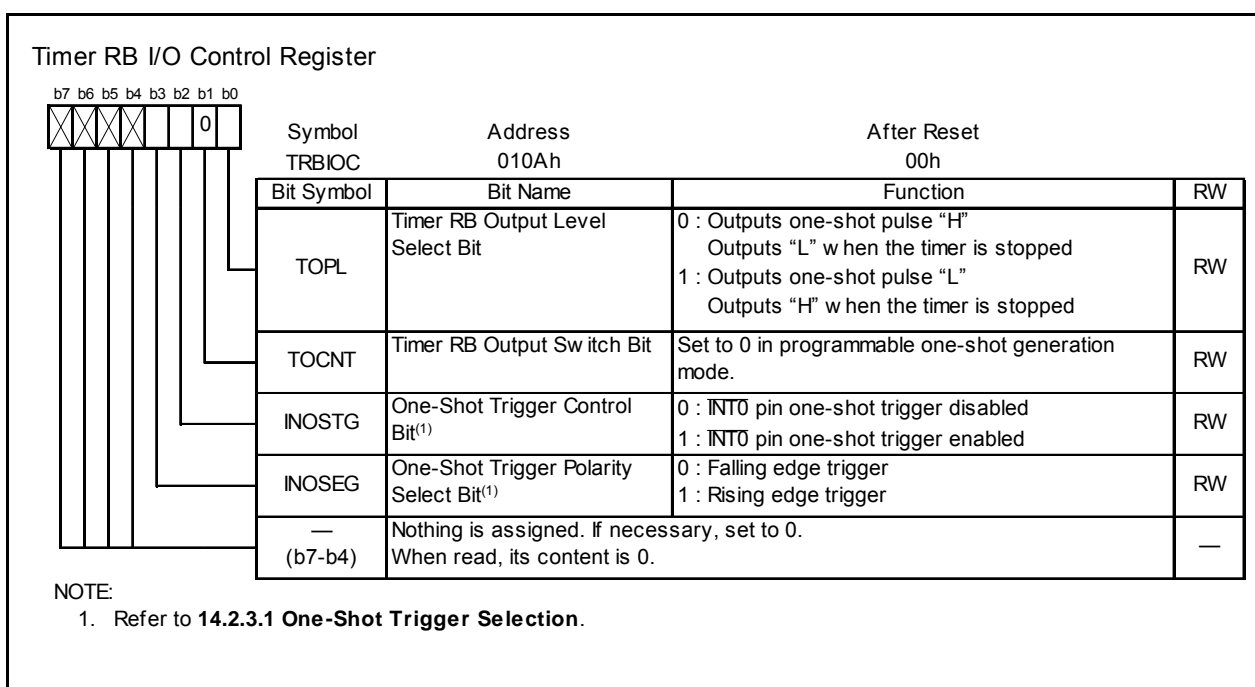 Timer RB I/O Control Register
b7 b6 b5 b4 b3 b2 b1 b0
0
Symbol Address After Reset
TRBIOC 010Ah 00h
Bit Symbol Bit Name Function RW
TOPL Timer RB Output Level Select Bit 0 : Outputs one-shot pulse “H” RW
Outputs “L” w hen the timer is stopped
1 : Outputs one-shot pulse “L”
Outputs “H” w hen the timer is stopped
TOCNT Timer RB Output Sw itch Bit Set to 0 in programmable one-shot generation mode. RW
INOSTG One-Shot Trigger Control Bit(1) 0 : INT0 pin one-shot trigger disabled RW
1 : INT0 pin one-shot trigger enabled
INOSEG One-Shot Trigger Polarity Select Bit(1) 0 : Falling edge trigger RW
1 : Rising edge trigger
— (b7-b4) Nothing is assigned. If necessary, set to 0. —
When read, its content is 0.
NOTE:
1. Refer to 14.2.3.1 One-Shot Trigger Selection.